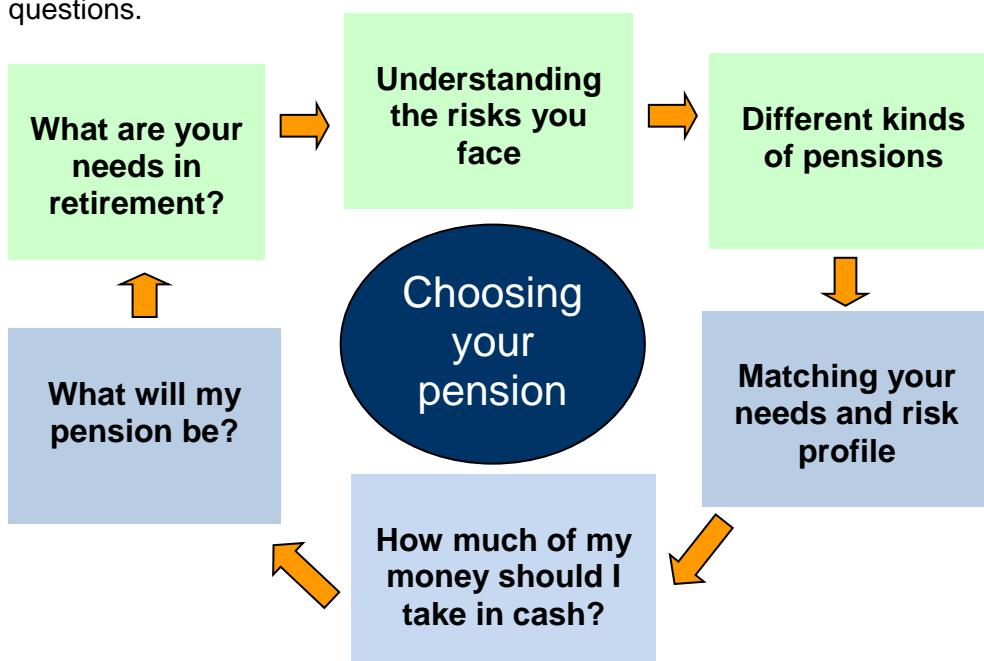 questions.
What are your
needs in
retirement?
Understanding
the risks you
face
Different kinds
of pensions
Choosing
your
pension
Matching your
needs and risk
profile
How much of my
money should I
take in cash?
What will my
pension be?